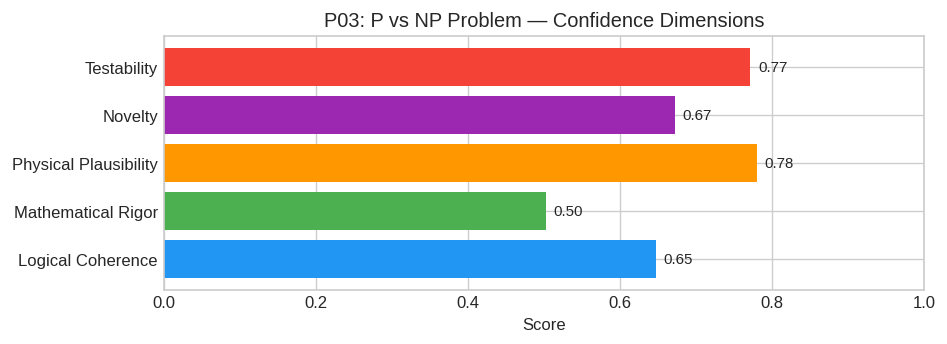 P03: P vs NP Problem — Confidence Dimensions
Testability
0.77
Novelty
0.67
Physical Plausibility
0.78
Mathematical Rigor
0.50
Logical Coherence
0.65
0.0 0.2 0.4 0.6 0.8 1.0
Score